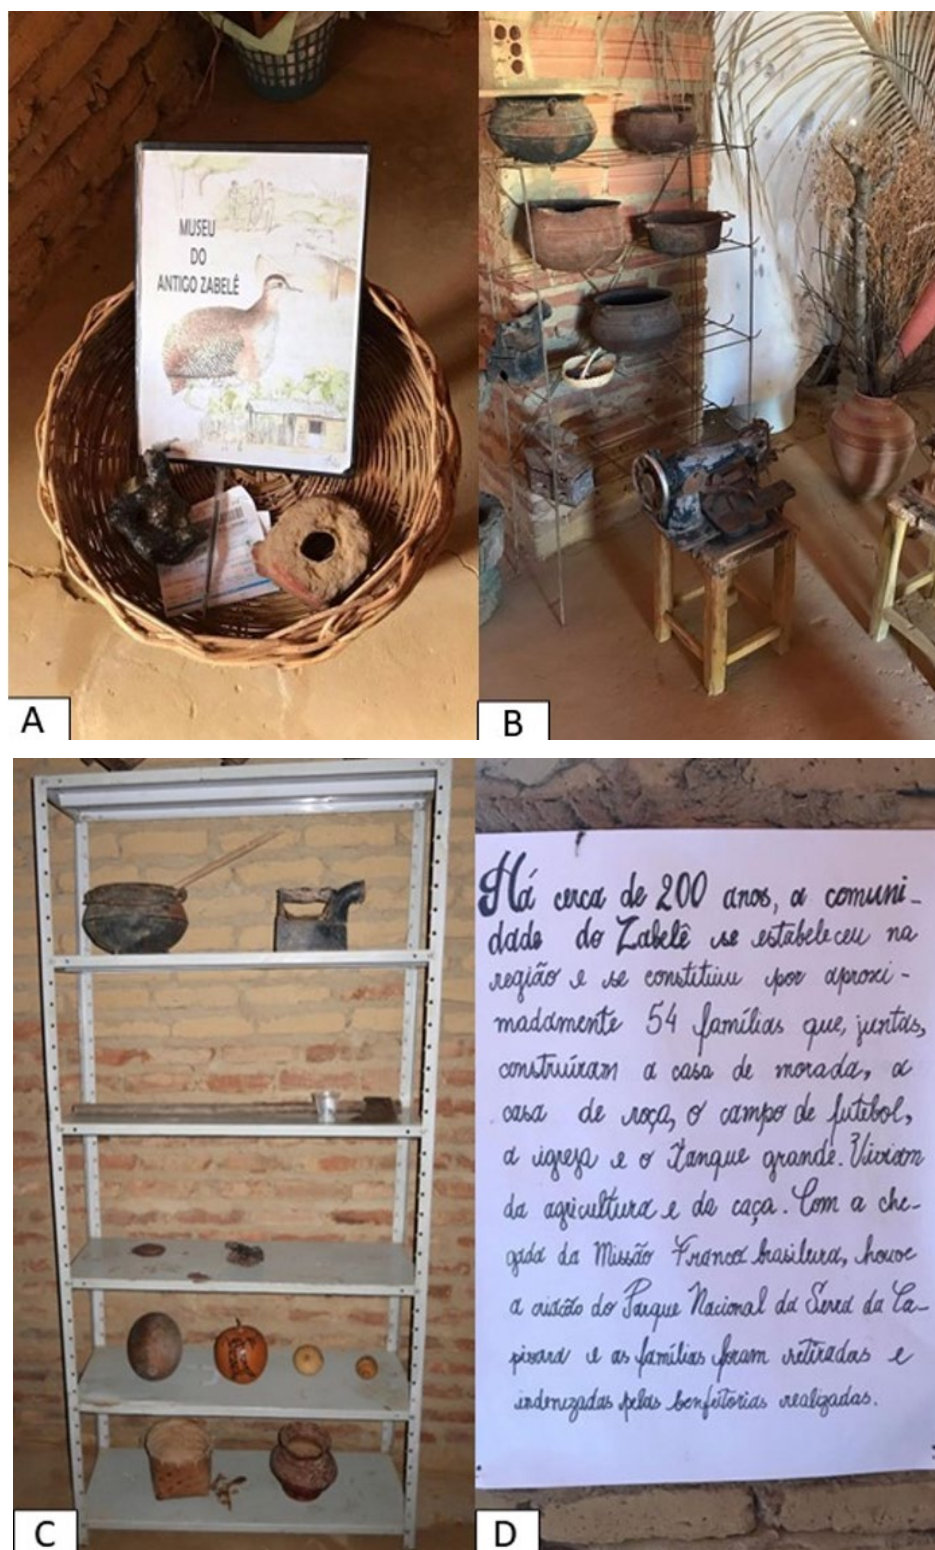 MUSEU
DO
ANTIGO ZABELÊ
A
B
Há cerca de 200 anos, a comuni-
dade do Zabelê se estabeleceu na
região e se constituiu por aproxi-
madamente 54 famílias que, juntas,
construíram a casa de morada, a
casa de roça, o campo de futebol,
a igreja e o Tanque grande. Viviam
da agricultura e da caça. Com a che-
gada da Missão Franco brasileira, houve
a criação do Parque Nacional da Serra da Ca-
pivara e as famílias foram retiradas e
indenizadas pelas benfeitorias realizadas.
C
D